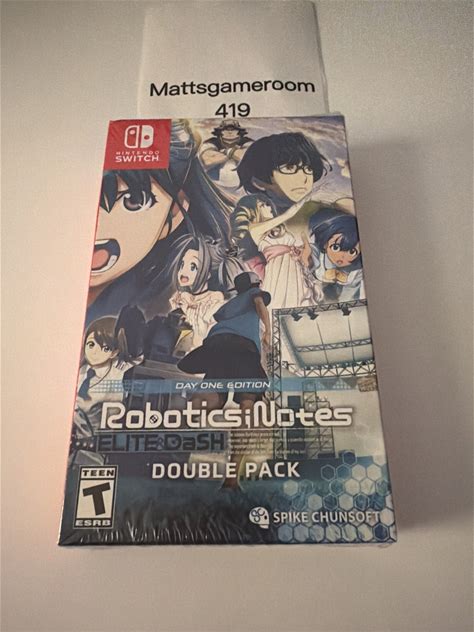 Mattsgameroom
419
NINTENDO
SWITCH
DAY ONE EDITION
Robotics;Notes
ELITE DaSH
DOUBLE PACK
TEEN
T
ESRB
SPIKE CHUNSOFT